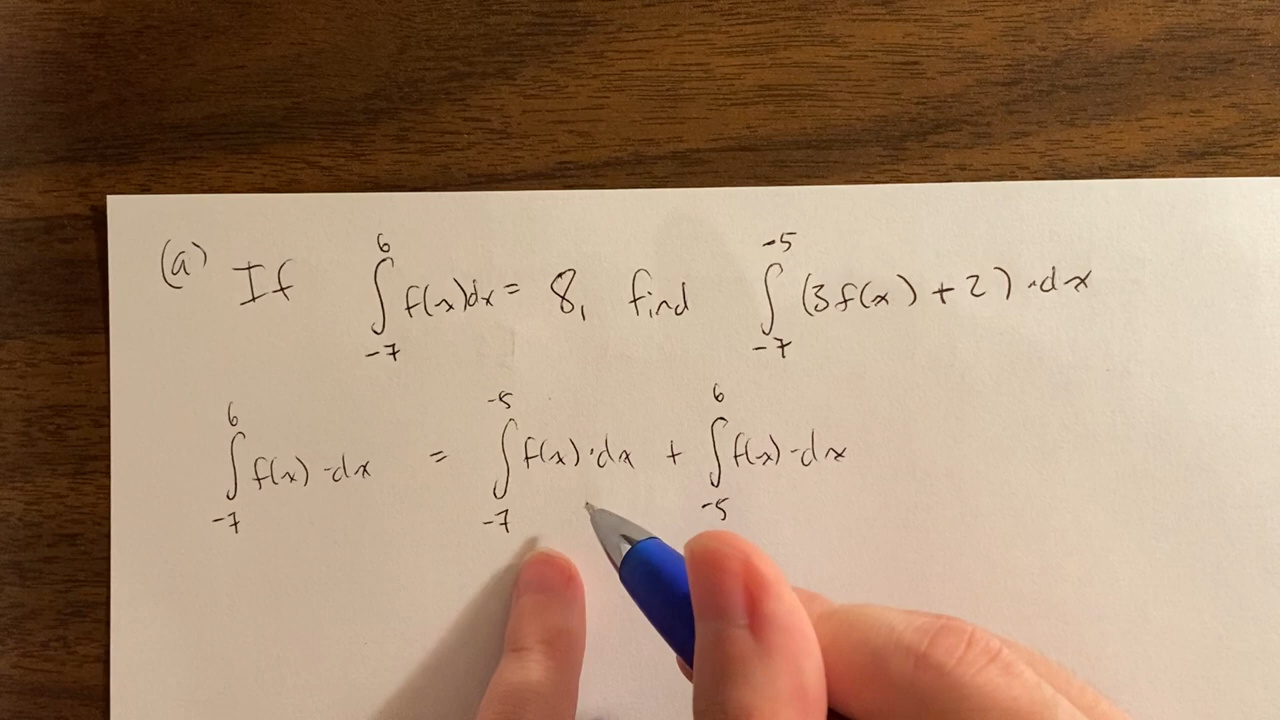 (a) If ∫_{-7}^{6} f(x)dx = 8, find ∫_{-7}^{-5} (3f(x) + 2) · dx
∫_{-7}^{6} f(x) · dx = ∫_{-7}^{-5} f(x) · dx + ∫_{-5}^{6} f(x) · dx